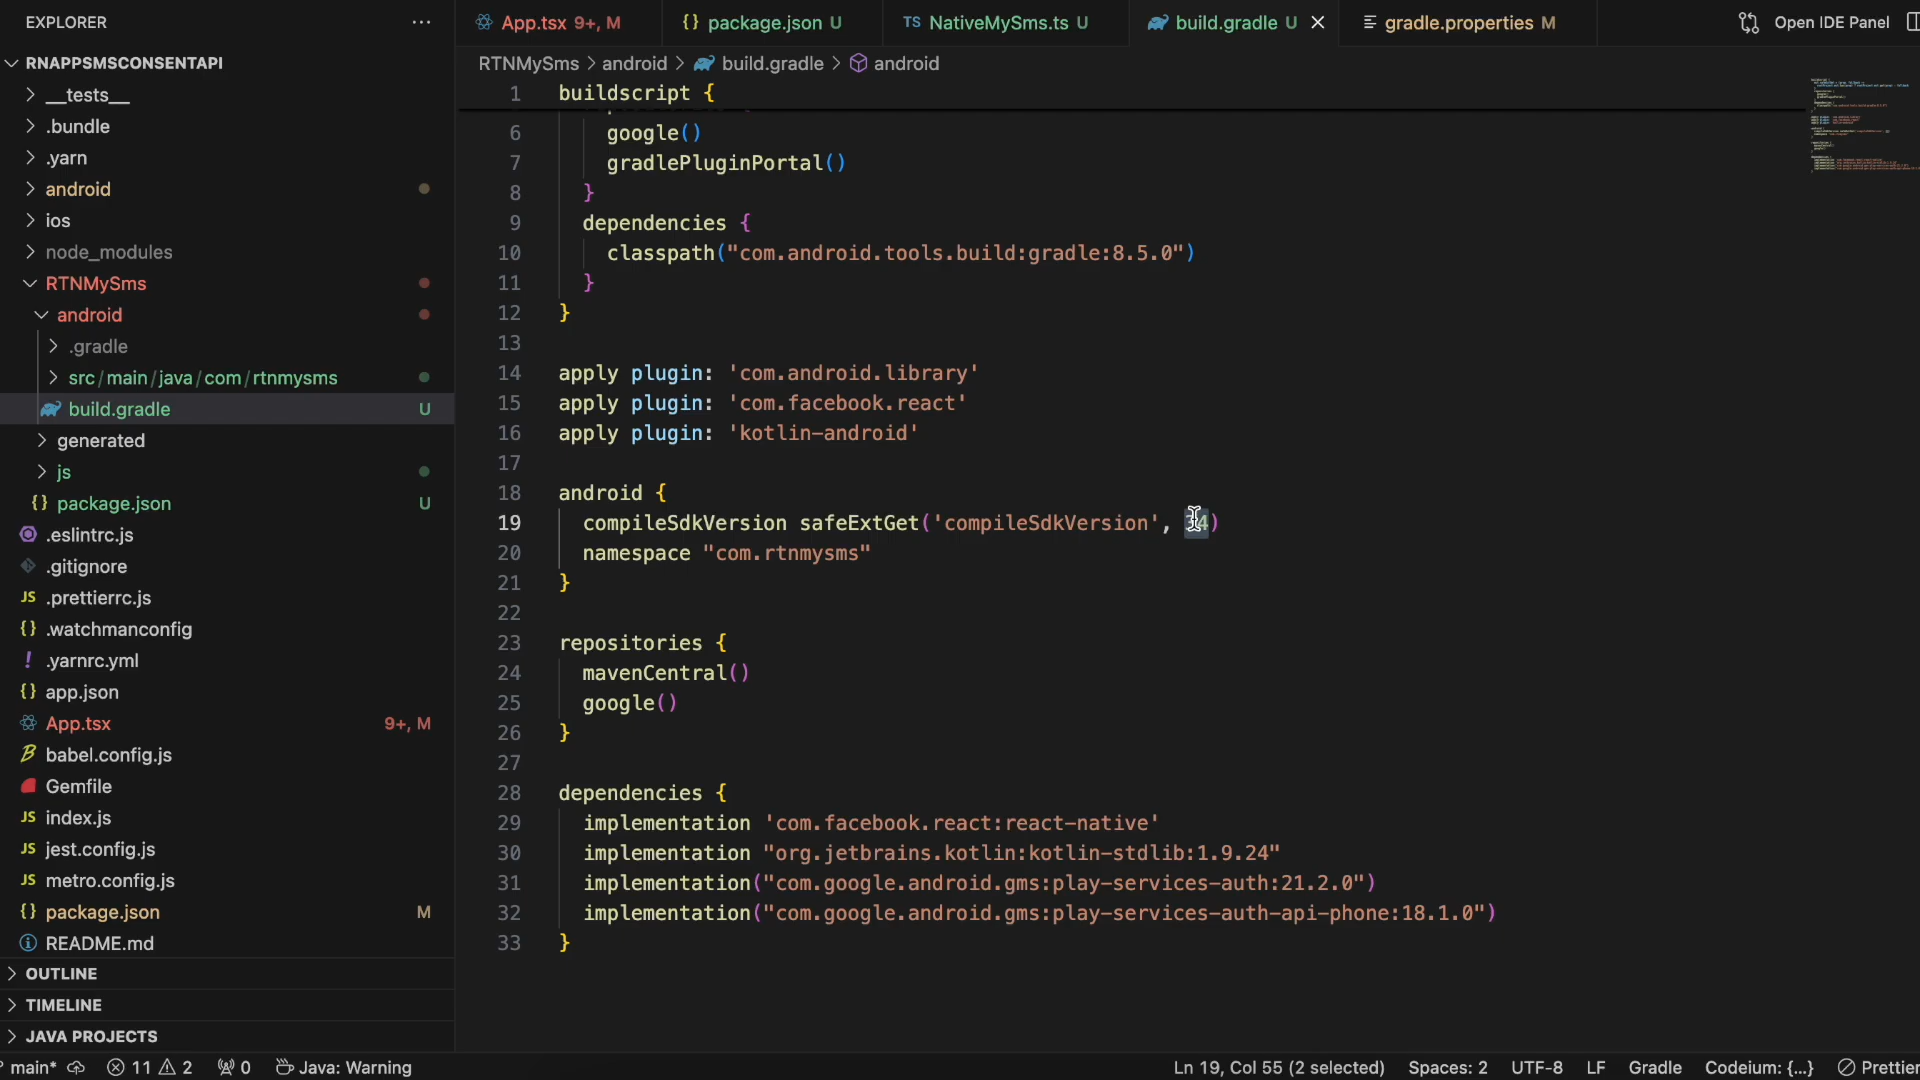 EXPLORER
RNAPPSMSCONSENTAPI
__tests__
.bundle
.yarn
android
ios
node_modules
RTNMySms
android
.gradle
src/main/java/com/rtnmysms
build.gradle U
generated
js
package.json U
.eslintrc.js
.gitignore
JS .prettierrc.js
{} .watchmanconfig
! .yarnrc.yml
{} app.json
App.tsx 9+, M
babel.config.js
Gemfile
JS index.js
JS jest.config.js
JS metro.config.js
{} package.json M
README.md
OUTLINE
TIMELINE
JAVA PROJECTS
App.tsx 9+, M {} package.json U TS NativeMySms.ts U build.gradle U gradle.properties M Open IDE Panel
RTNMySms > android > build.gradle > android
1 buildscript {
6 google()
7 gradlePluginPortal()
8 }
9 dependencies {
10 classpath("com.android.tools.build:gradle:8.5.0")
11 }
12 }
13
14 apply plugin: 'com.android.library'
15 apply plugin: 'com.facebook.react'
16 apply plugin: 'kotlin-android'
17
18 android {
19 compileSdkVersion safeExtGet('compileSdkVersion', 34)
20 namespace "com.rtnmysms"
21 }
22
23 repositories {
24 mavenCentral()
25 google()
26 }
27
28 dependencies {
29 implementation 'com.facebook.react:react-native'
30 implementation "org.jetbrains.kotlin:kotlin-stdlib:1.9.24"
31 implementation("com.google.android.gms:play-services-auth:21.2.0")
32 implementation("com.google.android.gms:play-services-auth-api-phone:18.1.0")
33 }
main* 11 2 0 Java: Warning Ln 19, Col 55 (2 selected) Spaces: 2 UTF-8 LF Gradle Codeium: {...} Prettier